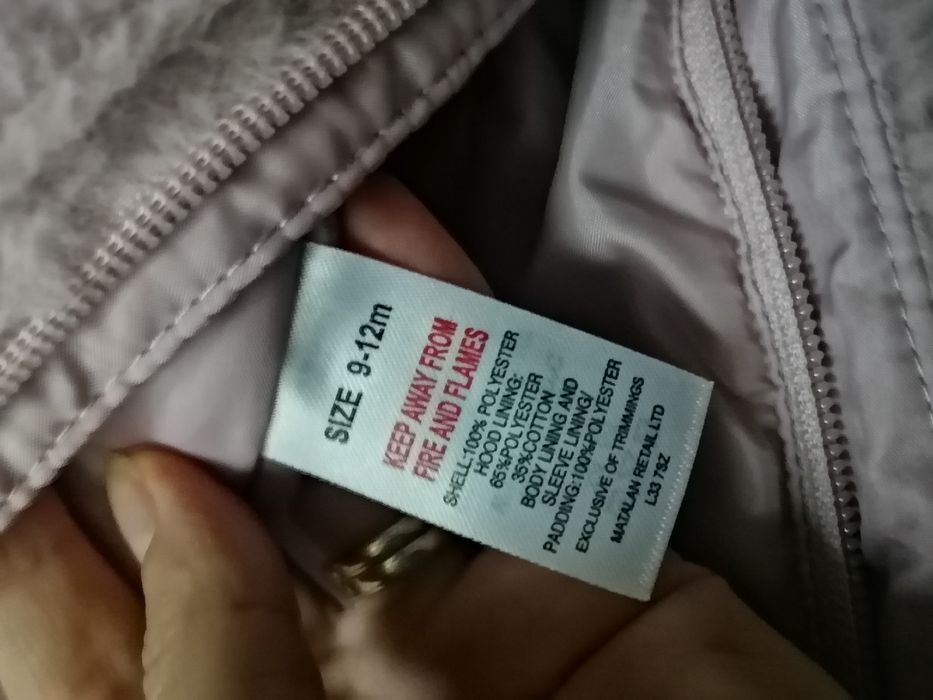 SIZE 9-12m
KEEP AWAY FROM
FIRE AND FLAMES
SHELL:100% POLYESTER
HOOD LINING:
65%POLYESTER
35%COTTON
BODY LINING AND
SLEEVE LINING/
PADDING:100%POLYESTER
EXCLUSIVE OF TRIMMINGS
MATALAN RETAIL LTD
L33 7SZ